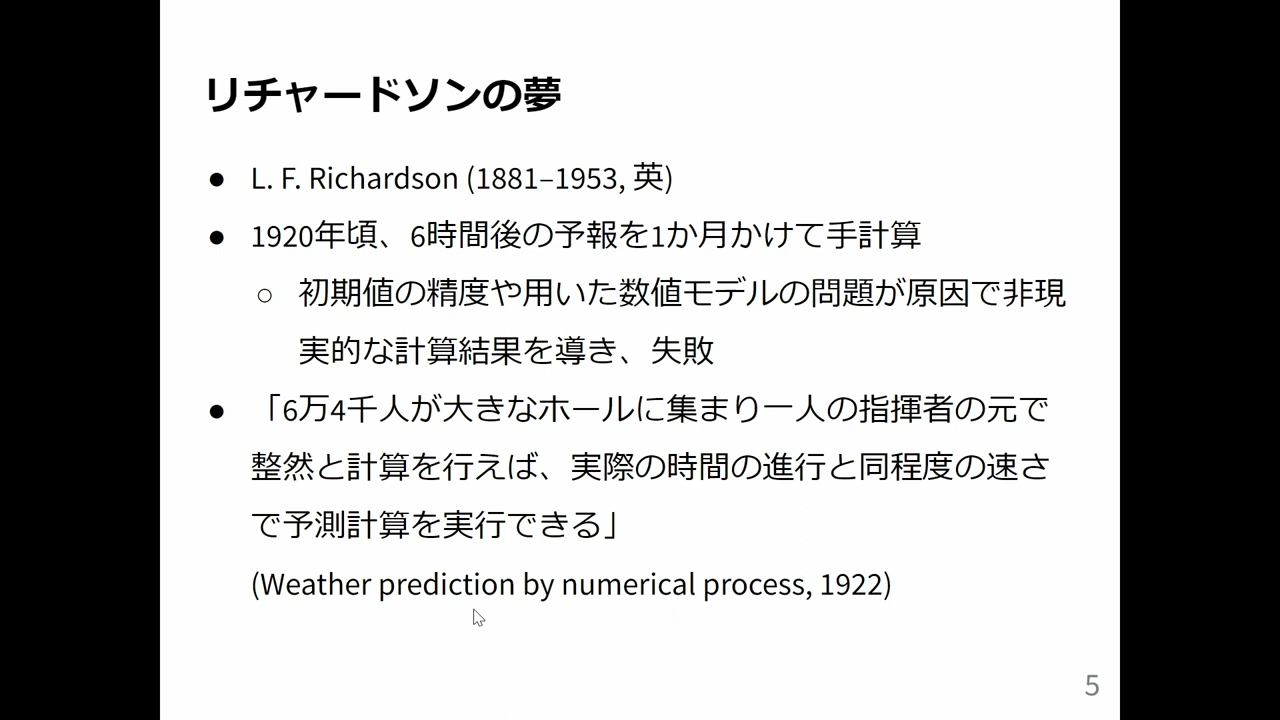 リチャードソンの夢
● L. F. Richardson (1881–1953, 英)
● 1920年頃、6時間後の予報を1か月かけて手計算
○ 初期値の精度や用いた数値モデルの問題が原因で非現
実的な計算結果を導き、失敗
● 「6万4千人が大きなホールに集まり一人の指揮者の元で
整然と計算を行えば、実際の時間の進行と同程度の速さ
で予測計算を実行できる」
(Weather prediction by numerical process, 1922)
5